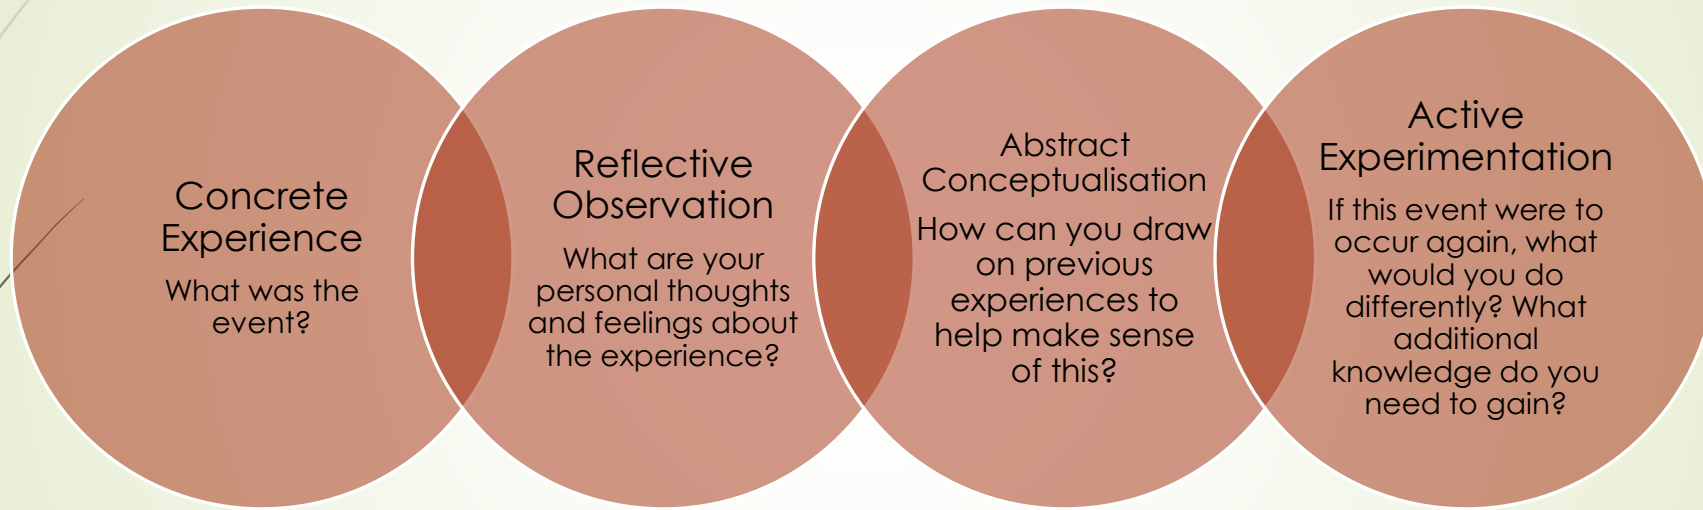 Concrete
Experience
What was the
event?
Reflective
Observation
What are your
personal thoughts
and feelings about
the experience?
Abstract
Conceptualisation
How can you draw
on previous
experiences to
help make sense
of this?
Active
Experimentation
If this event were to
occur again, what
would you do
differently? What
additional
knowledge do you
need to gain?